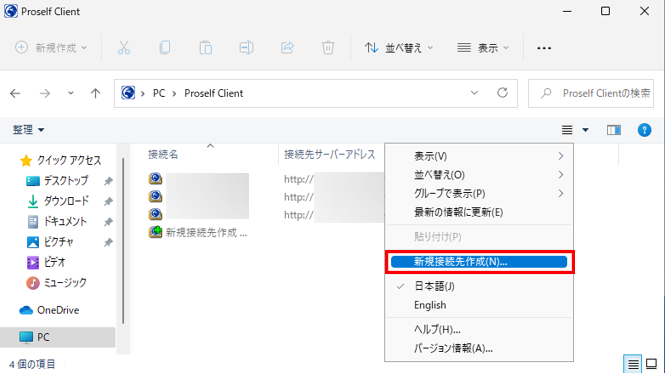 Proself Client
新規作成
並べ替え
表示
PC
Proself Client
Proself Clientの検索
整理
クイック アクセス
デスクトップ
ダウンロード
ドキュメント
ピクチャ
ビデオ
ミュージック
OneDrive
PC
接続名
接続先サーバーアドレス
http://
http://
http://
新規接続先作成 ...
表示(V)
並べ替え(O)
グループで表示(P)
最新の情報に更新(E)
貼り付け(P)
新規接続先作成(N)...
日本語(J)
English
ヘルプ(H)...
バージョン情報(A)...
4 個の項目